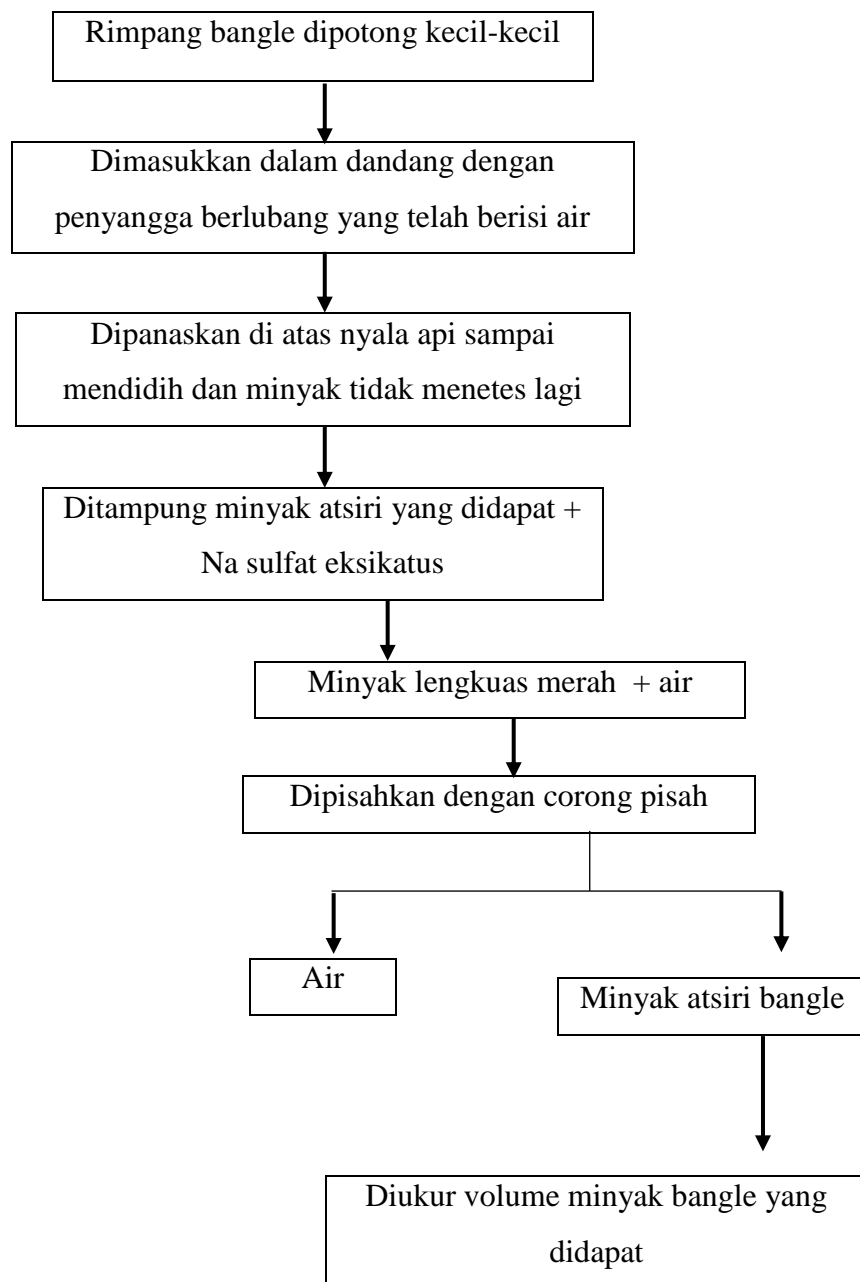 Rimpang bangle dipotong kecil-kecil
Dimasukkan dalam dandang dengan
penyangga berlubang yang telah berisi air
Dipanaskan di atas nyala api sampai
mendidih dan minyak tidak menetes lagi
Ditampung minyak atsiri yang didapat +
Na sulfat eksikatus
Minyak lengkuas merah + air
Dipisahkan dengan corong pisah
Air
Minyak atsiri bangle
Diukur volume minyak bangle yang
didapat